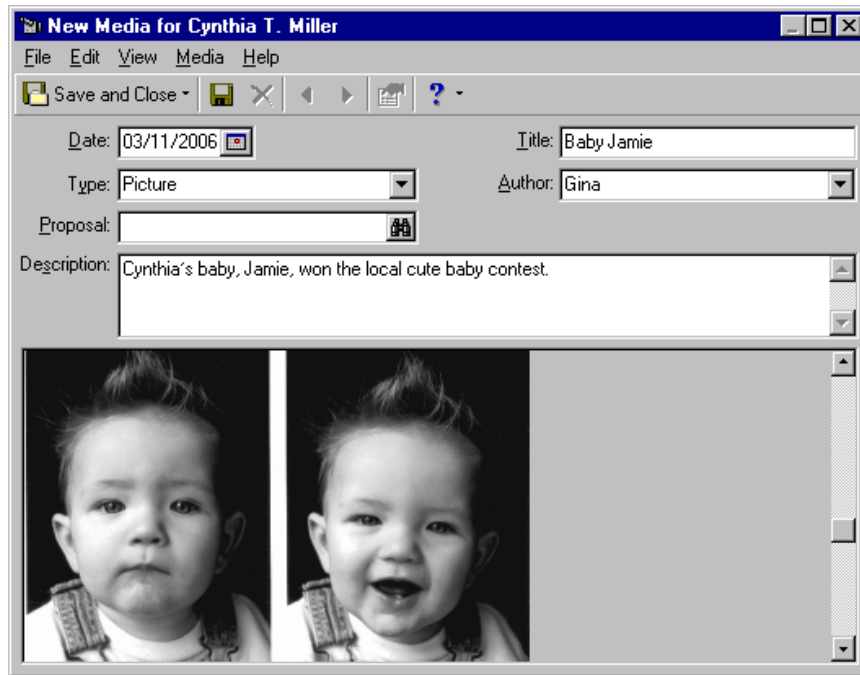 New Media for Cynthia T. Miller
File Edit View Media Help
Save and Close ?
Date: 03/11/2006 Title: Baby Jamie
Type: Picture Author: Gina
Proposal:
Description: Cynthia´s baby, Jamie, won the local cute baby contest.